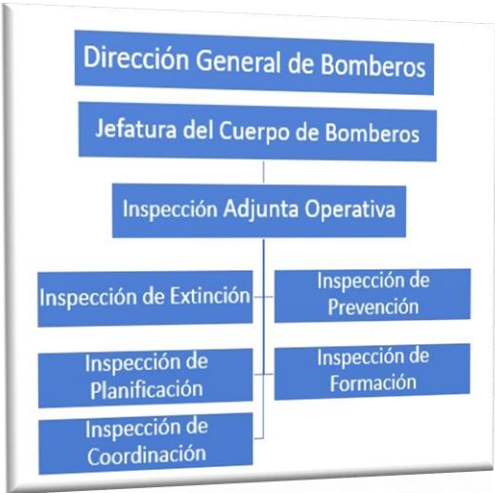 Dirección General de Bomberos
Jefatura del Cuerpo de Bomberos
Inspección Adjunta Operativa
Inspección de Extinción
Inspección de
Prevención
Inspección de
Planificación
Inspección de
Formación
Inspección de
Coordinación